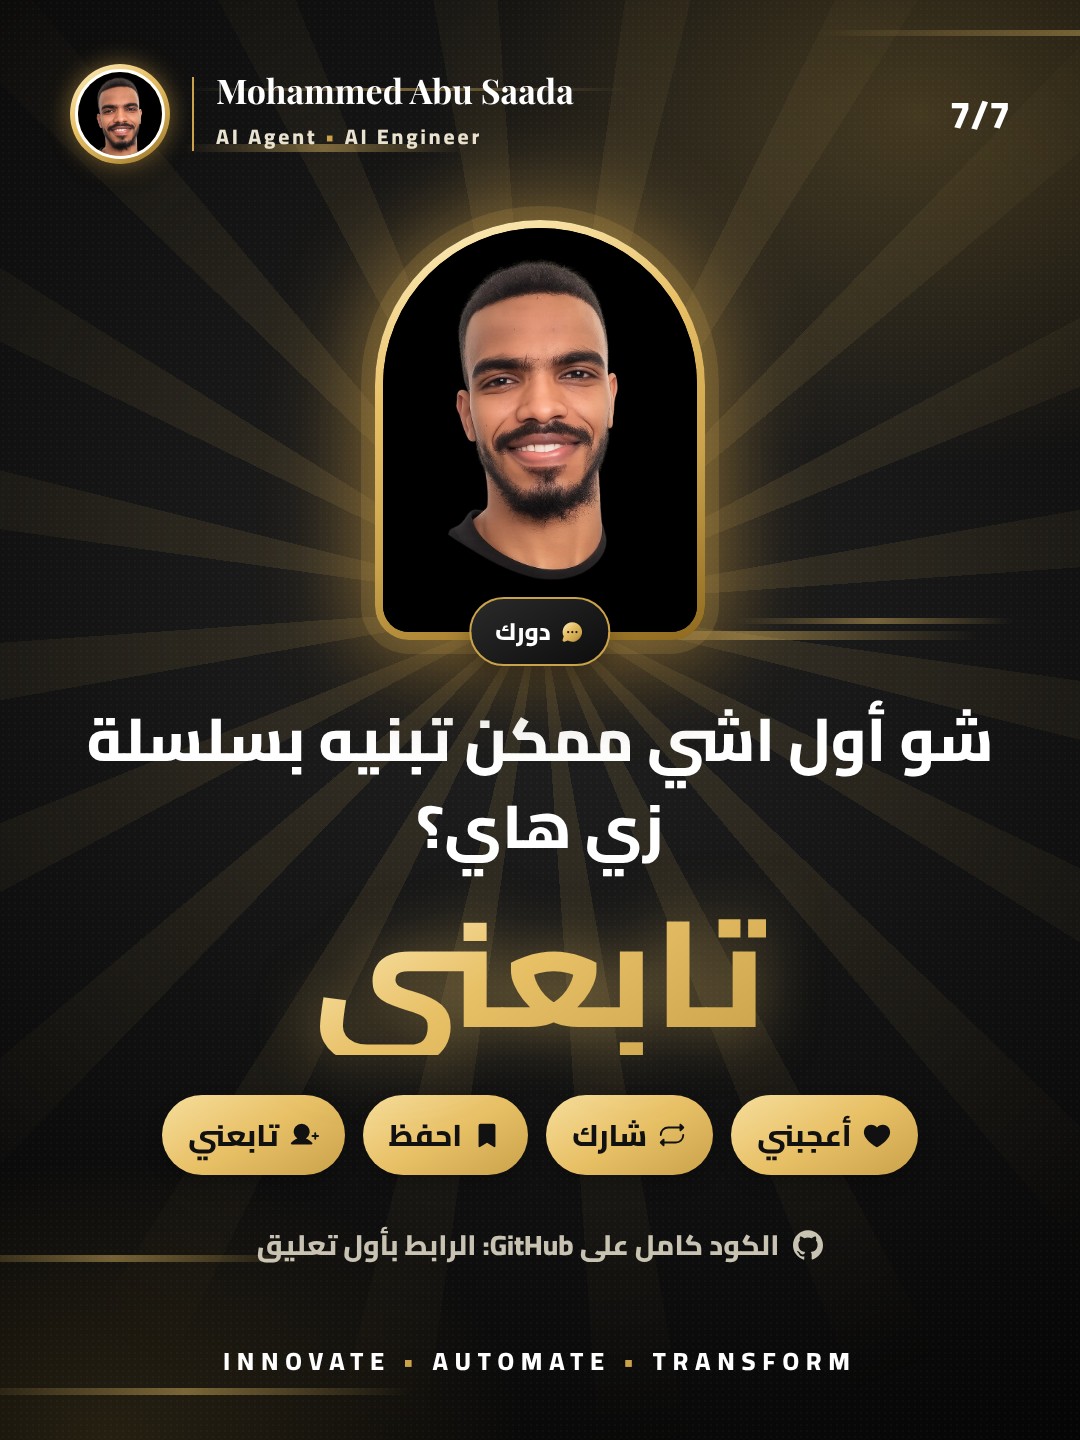 Mohammed Abu Saada
AI Agent ▪ AI Engineer
7/7
دورك
شو أول اشي ممكن تبنيه بسلسلة
زي هاي؟
تابعني
أعجبني
شارك
احفظ
تابعني
الكود كامل على GitHub: الرابط بأول تعليق
INNOVATE ▪ AUTOMATE ▪ TRANSFORM